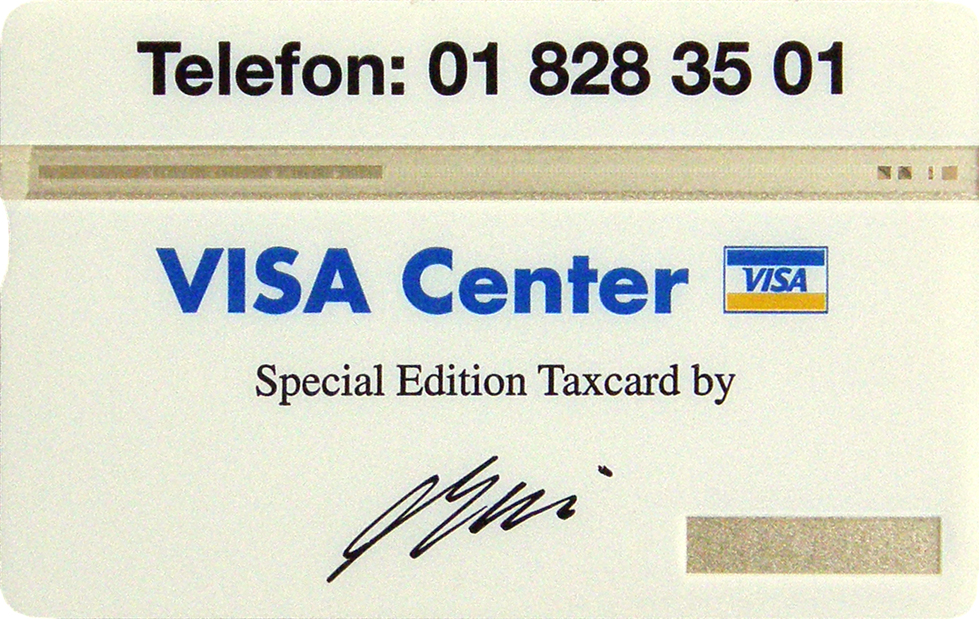 Telefon: 01 828 35 01
VISA Center VISA
Special Edition Taxcard by